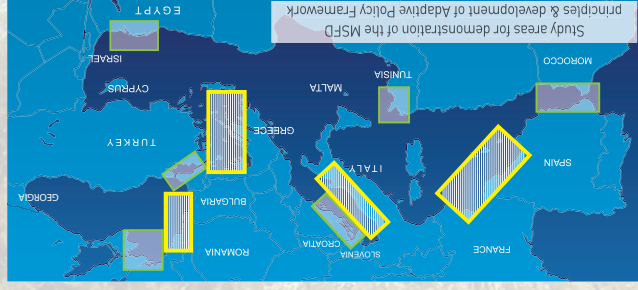 Study areas for demonstration of the MSFD
principles & development of Adaptive Policy Framework
FRANCE
SLOVENIA
CROATIA
ROMANIA
BULGARIA
GEORGIA
SPAIN
ITALY
GREECE
TURKEY
MALTA
CYPRUS
TUNISIA
MOROCCO
ISRAEL
EGYPT